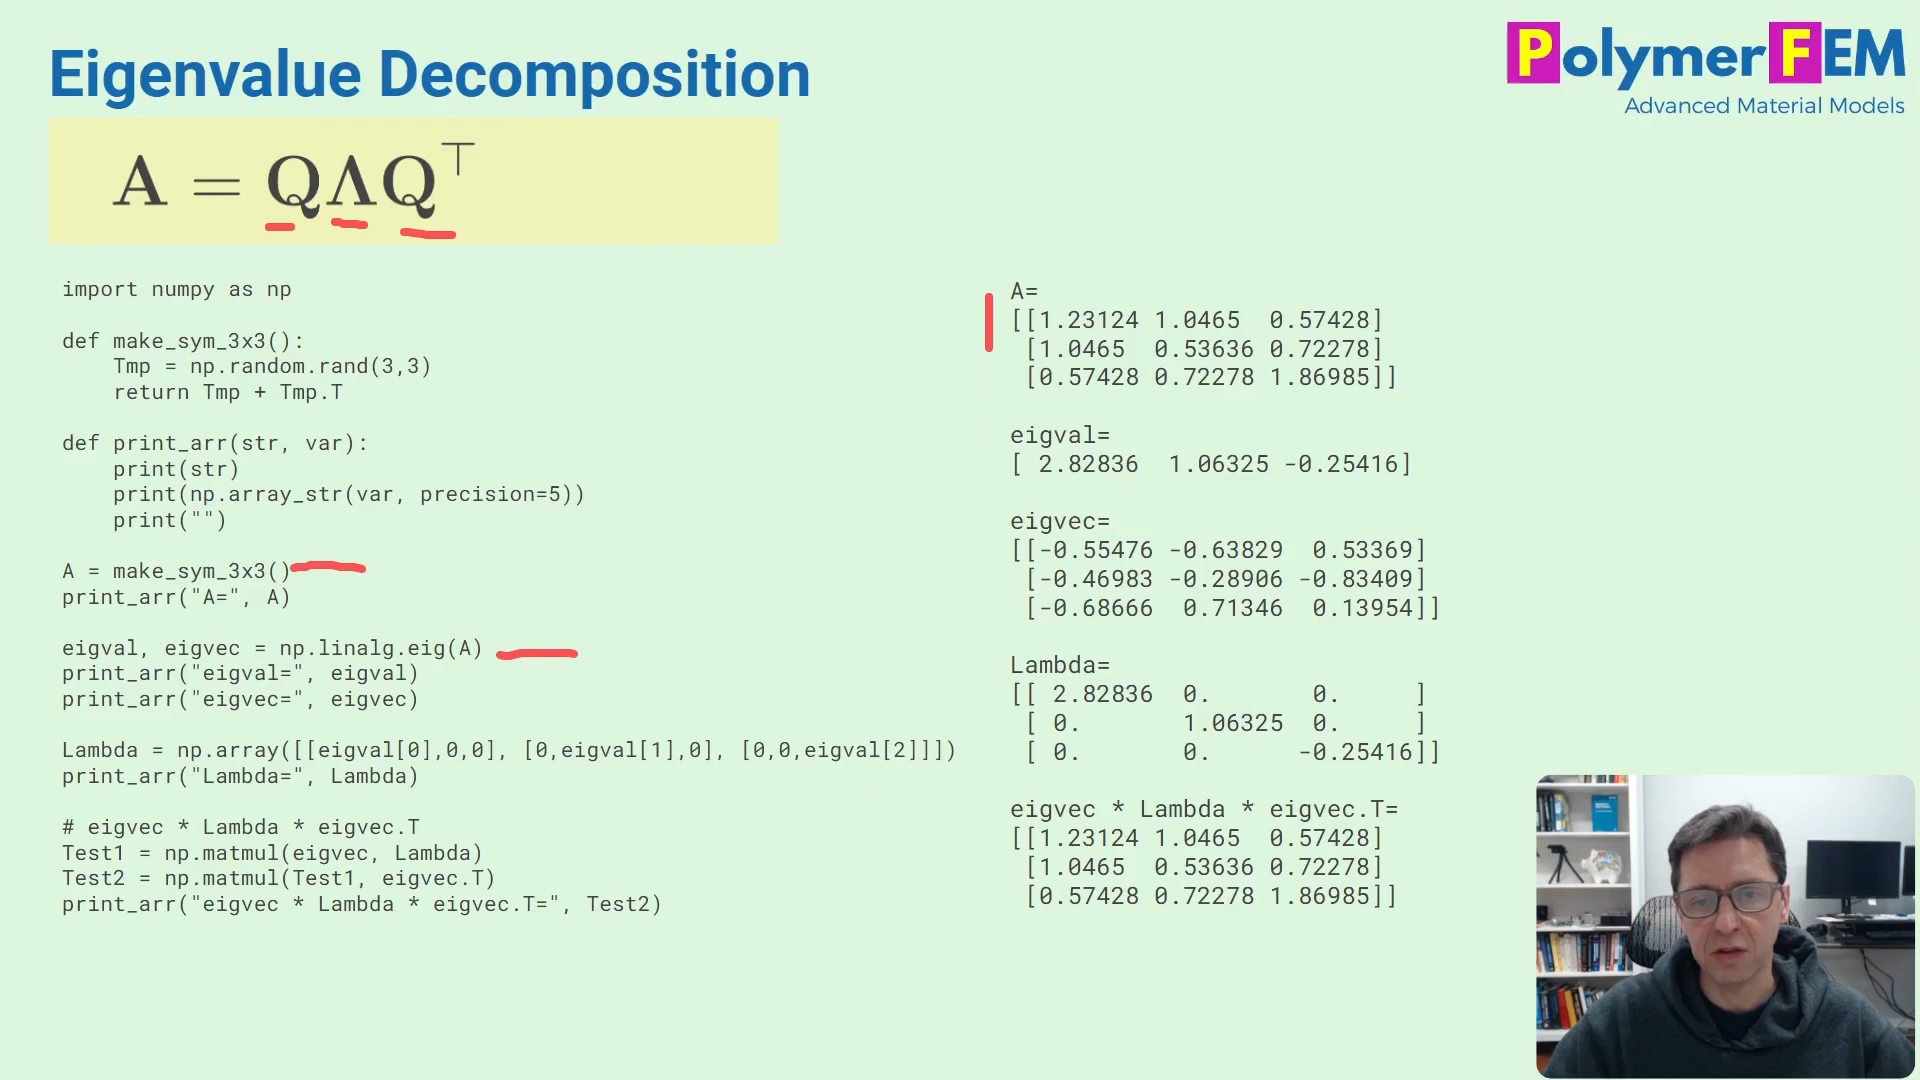 Eigenvalue Decomposition
PolymerFEM
Advanced Material Models
A = QΛQ⊤
import numpy as np
def make_sym_3x3():
    Tmp = np.random.rand(3,3)
    return Tmp + Tmp.T
def print_arr(str, var):
    print(str)
    print(np.array_str(var, precision=5))
    print("")
A = make_sym_3x3()
print_arr("A=", A)
eigval, eigvec = np.linalg.eig(A)
print_arr("eigval=", eigval)
print_arr("eigvec=", eigvec)
Lambda = np.array([[eigval[0],0,0], [0,eigval[1],0], [0,0,eigval[2]]])
print_arr("Lambda=", Lambda)
# eigvec * Lambda * eigvec.T
Test1 = np.matmul(eigvec, Lambda)
Test2 = np.matmul(Test1, eigvec.T)
print_arr("eigvec * Lambda * eigvec.T=", Test2)
A=
[[1.23124 1.0465  0.57428]
 [1.0465  0.53636 0.72278]
 [0.57428 0.72278 1.86985]]
eigval=
[ 2.82836  1.06325 -0.25416]
eigvec=
[[-0.55476 -0.63829  0.53369]
 [-0.46983 -0.28906 -0.83409]
 [-0.68666  0.71346  0.13954]]
Lambda=
[[ 2.82836  0.       0.     ]
 [ 0.       1.06325  0.     ]
 [ 0.       0.      -0.25416]]
eigvec * Lambda * eigvec.T=
[[1.23124 1.0465  0.57428]
 [1.0465  0.53636 0.72278]
 [0.57428 0.72278 1.86985]]